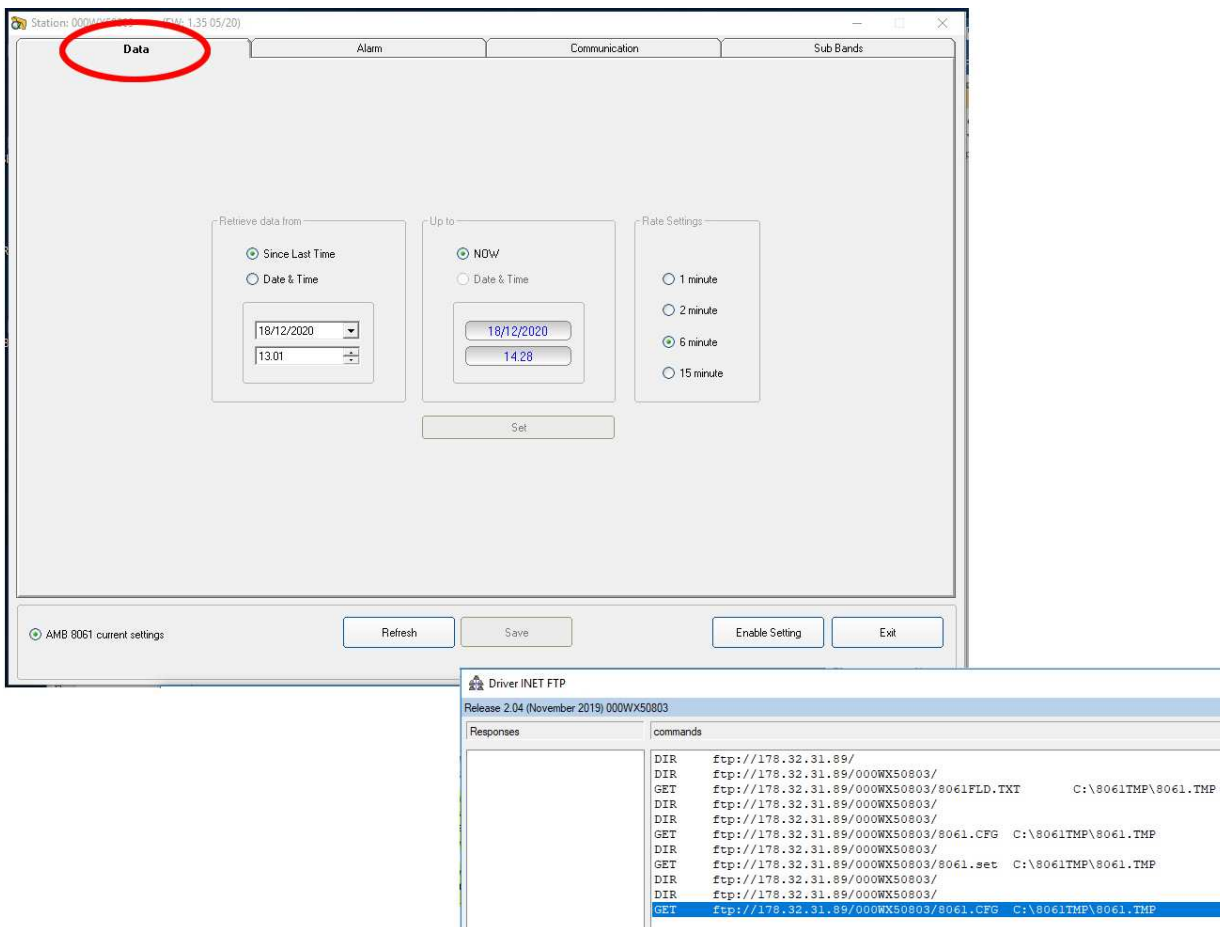 Station: 000WX50803 (FW: 1.35 05/20)
Data Alarm Communication Sub Bands
Retrieve data from Up to Rate Settings
Since Last Time NOW
Date & Time Date & Time 1 minute
2 minute
18/12/2020 18/12/2020
6 minute
13.01 14.28
15 minute
Set
AMB 8061 current settings Refresh Save Enable Setting Exit
Driver INET FTP
Release 2.04 (November 2019) 000WX50803
Responses commands
DIR ftp://178.32.31.89/
DIR ftp://178.32.31.89/000WX50803/
GET ftp://178.32.31.89/000WX50803/8061FLD.TXT C:\8061TMP\8061.TMP
DIR ftp://178.32.31.89/000WX50803/
DIR ftp://178.32.31.89/000WX50803/
GET ftp://178.32.31.89/000WX50803/8061.CFG C:\8061TMP\8061.TMP
DIR ftp://178.32.31.89/000WX50803/
GET ftp://178.32.31.89/000WX50803/8061.set C:\8061TMP\8061.TMP
DIR ftp://178.32.31.89/000WX50803/
DIR ftp://178.32.31.89/000WX50803/
GET ftp://178.32.31.89/000WX50803/8061.CFG C:\8061TMP\8061.TMP